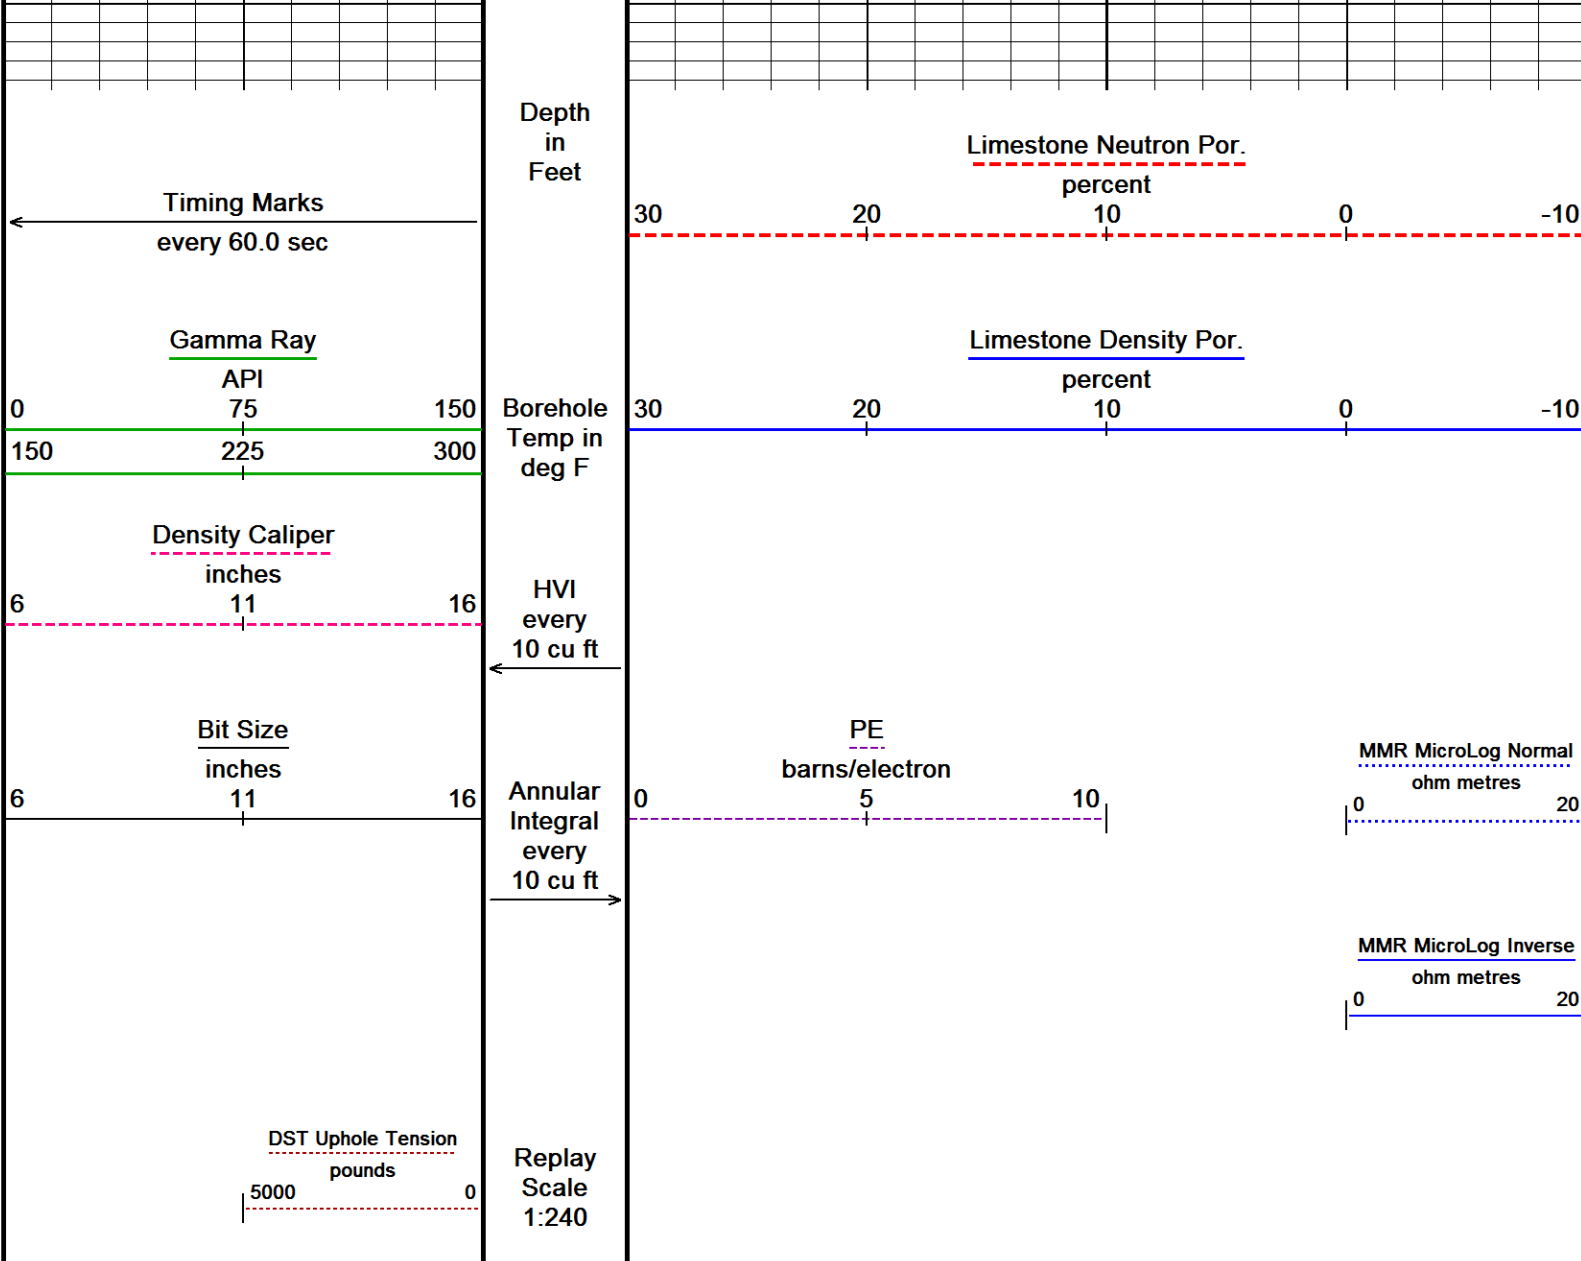 Timing Marks
every 60.0 sec
Gamma Ray
API
0 75 150
150 225 300
Density Caliper
inches
6 11 16
Bit Size
inches
6 11 16
DST Uphole Tension
pounds
5000 0
Depth
in
Feet
Borehole
Temp in
deg F
HVI
every
10 cu ft
Annular
Integral
every
10 cu ft
Replay
Scale
1:240
Limestone Neutron Por.
percent
30 20 10 0 -10
Limestone Density Por.
percent
30 20 10 0 -10
PE
barns/electron
0 5 10
MMR MicroLog Normal
ohm metres
0 20
MMR MicroLog Inverse
ohm metres
0 20